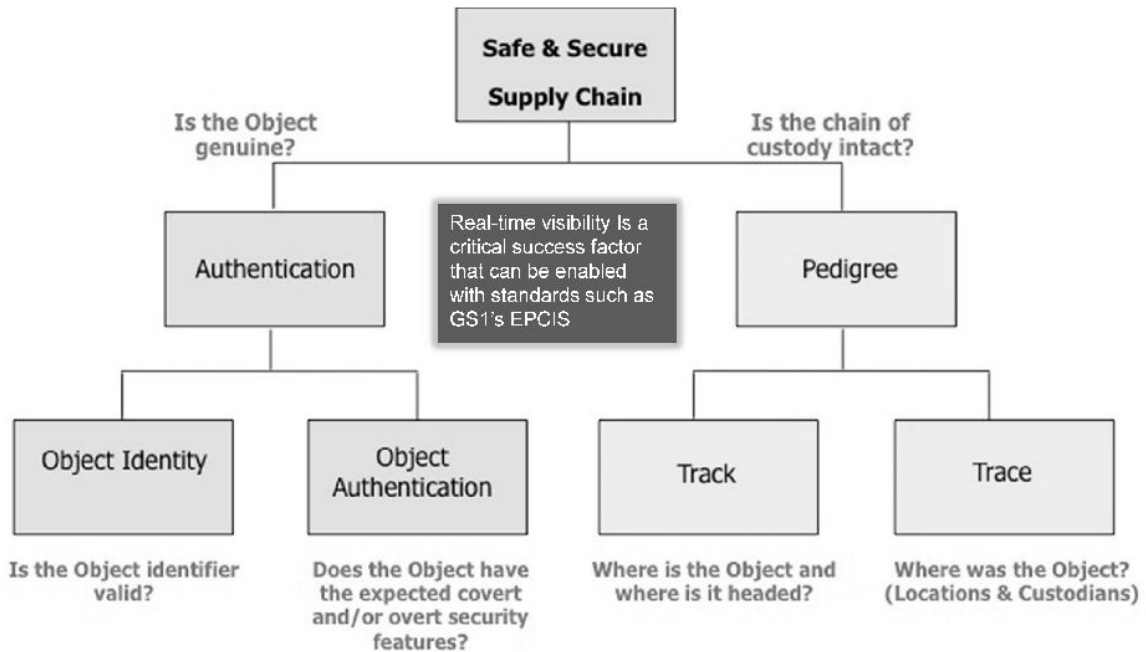 Safe & Secure
Supply Chain
Is the Object
genuine?
Is the chain of
custody intact?
Authentication
Real-time visibility Is a
critical success factor
that can be enabled
with standards such as
GS1's EPCIS
Pedigree
Object Identity
Object
Authentication
Track
Trace
Is the Object identifier
valid?
Does the Object have
the expected covert
and/or overt security
features?
Where is the Object and
where is it headed?
Where was the Object?
(Locations & Custodians)